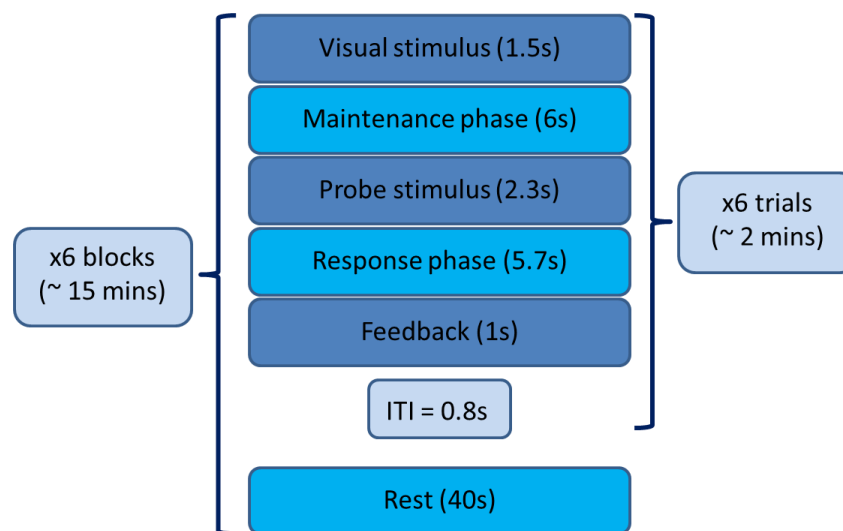 Visual stimulus (1.5s)
Maintenance phase (6s)
Probe stimulus (2.3s)
Response phase (5.7s)
Feedback (1s)
ITI = 0.8s
Rest (40s)
x6 blocks
(~ 15 mins)
x6 trials
(~ 2 mins)